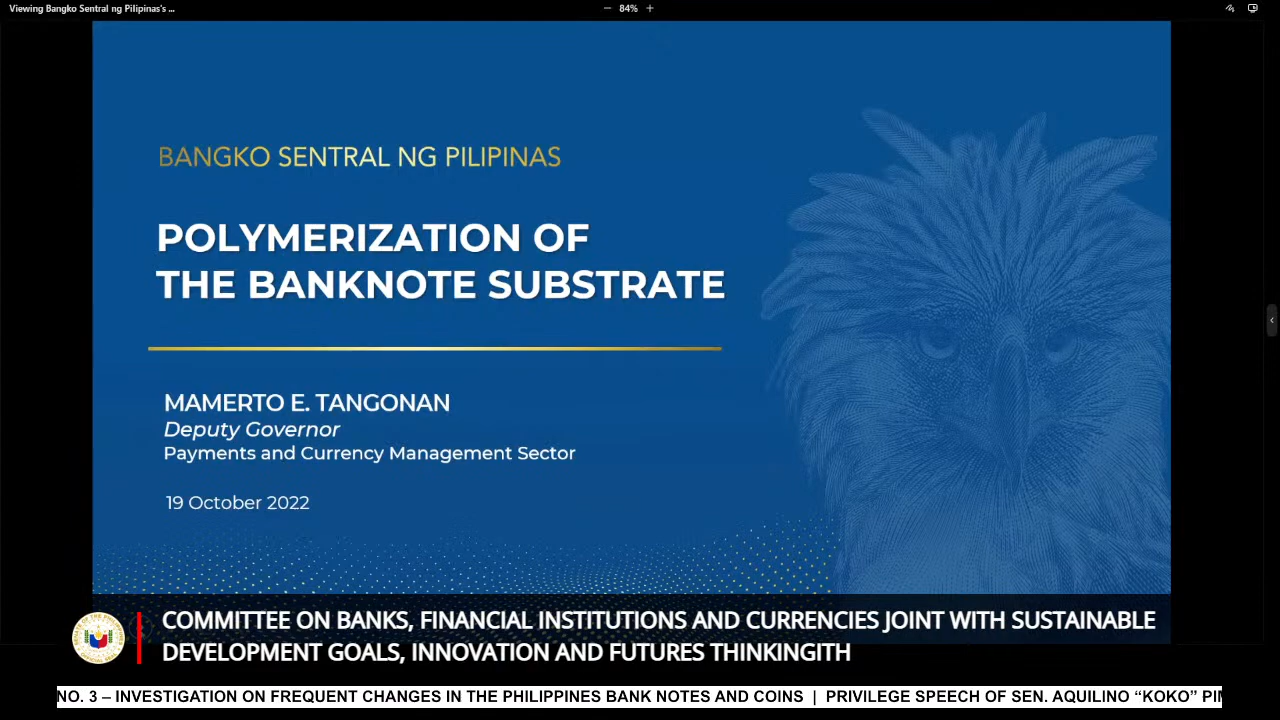 Viewing Bangko Sentral ng Pilipinas's ...
84%
BANGKO SENTRAL NG PILIPINAS
POLYMERIZATION OF
THE BANKNOTE SUBSTRATE
MAMERTO E. TANGONAN
Deputy Governor
Payments and Currency Management Sector
19 October 2022
COMMITTEE ON BANKS, FINANCIAL INSTITUTIONS AND CURRENCIES JOINT WITH SUSTAINABLE
DEVELOPMENT GOALS, INNOVATION AND FUTURES THINKINGITH
NO. 3 – INVESTIGATION ON FREQUENT CHANGES IN THE PHILIPPINES BANK NOTES AND COINS | PRIVILEGE SPEECH OF SEN. AQUILINO “KOKO”